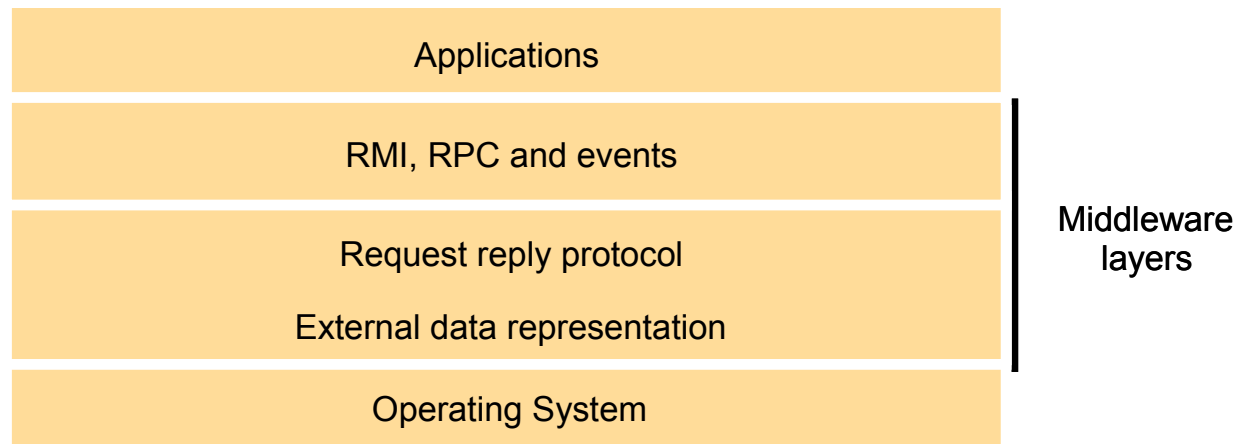 Applications
RMI, RPC and events
Request reply protocol
External data representation
Operating System
Middleware
layers